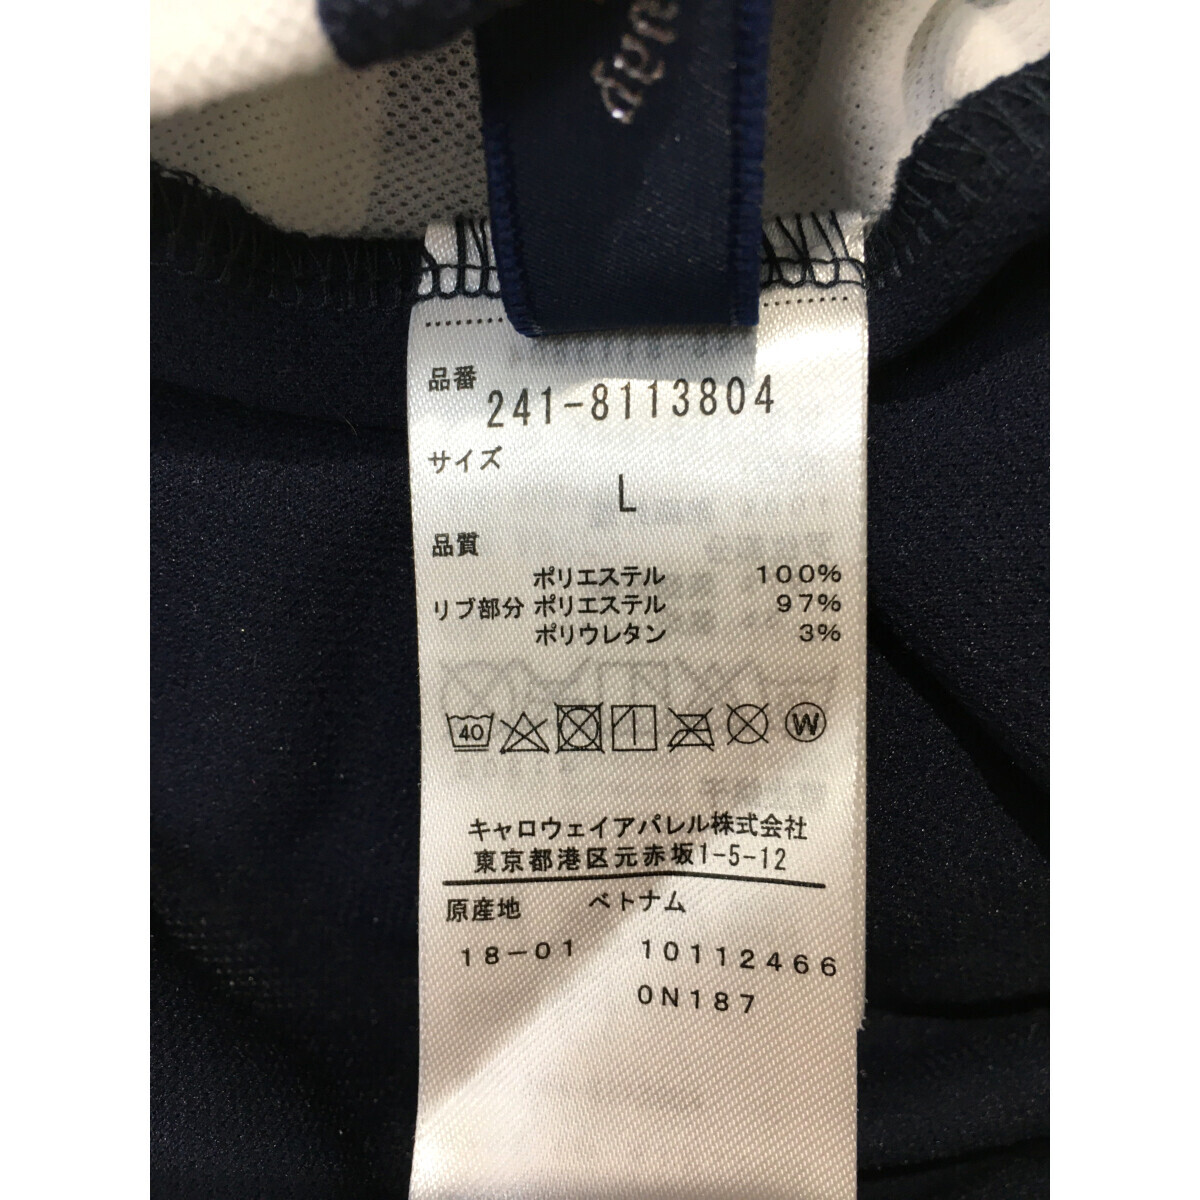 品番
241-8113804
サイズ
L
品質
ポリエステル 100%
リブ部分 ポリエステル 97%
ポリウレタン 3%
40 W
キャロウェイアパレル株式会社
東京都港区元赤坂1-5-12
原産地 ベトナム
18-01 10112466
0N187